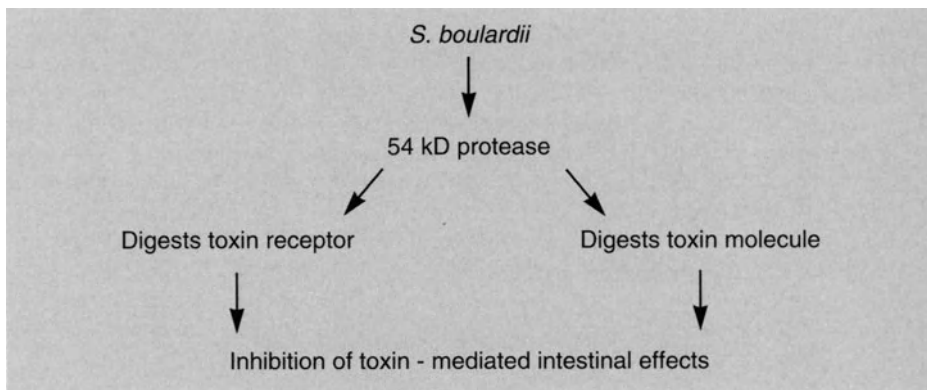 S. boulardii
54 kD protease
Digests toxin receptor
Digests toxin molecule
Inhibition of toxin - mediated intestinal effects